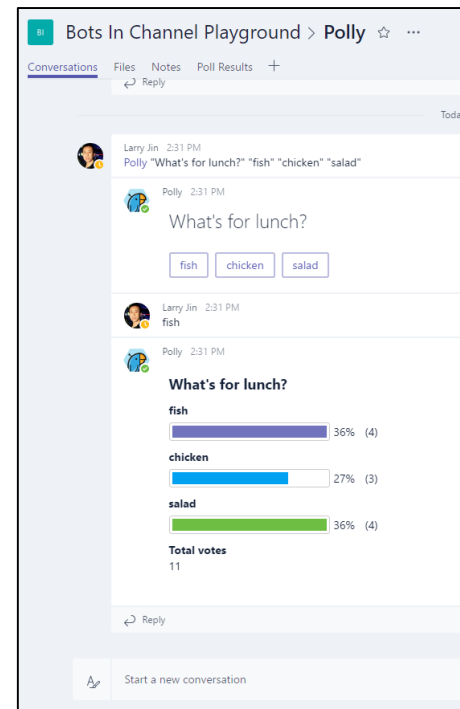 BI Bots In Channel Playground > Polly ☆ ···
Conversations Files Notes Poll Results +
Reply
Toda
Larry Jin 2:31 PM
Polly "What's for lunch?" "fish" "chicken" "salad"
Polly 2:31 PM
What's for lunch?
fish chicken salad
Larry Jin 2:31 PM
fish
Polly 2:31 PM
What's for lunch?
fish
36% (4)
chicken
27% (3)
salad
36% (4)
Total votes
11
Reply
Start a new conversation